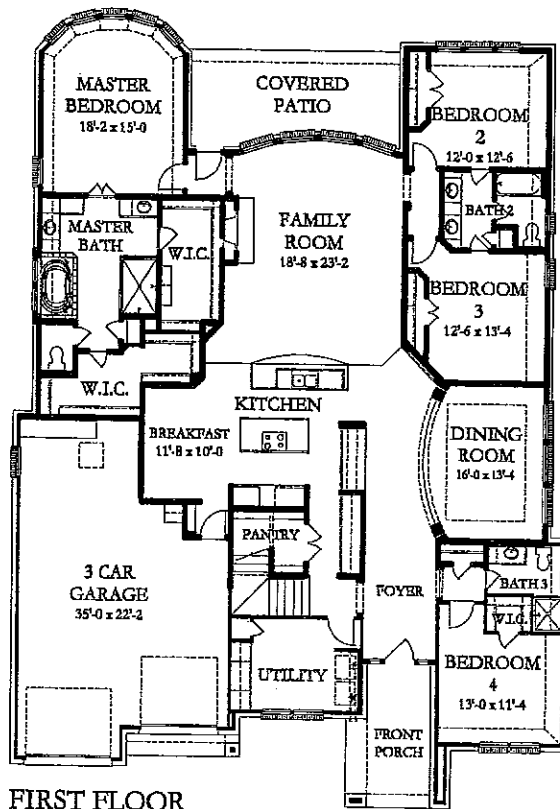 MASTER
BEDROOM
18'-2 x 15'-0
COVERED
PATIO
BEDROOM
2
12'-0 x 12'-6
MASTER
BATH
W.I.C.
FAMILY
ROOM
18'-8 x 23'-2
BATH 2
BEDROOM
3
12'-6 x 13'-4
W.I.C.
KITCHEN
BREAKFAST
11'-8 x 10'-0
DINING
ROOM
16'-0 x 13'-4
PANTRY
3 CAR
GARAGE
35'-0 x 22'-2
FOYER
BATH 3
W.I.C.
UTILITY
BEDROOM
4
13'-0 x 11'-4
FRONT
PORCH
FIRST FLOOR